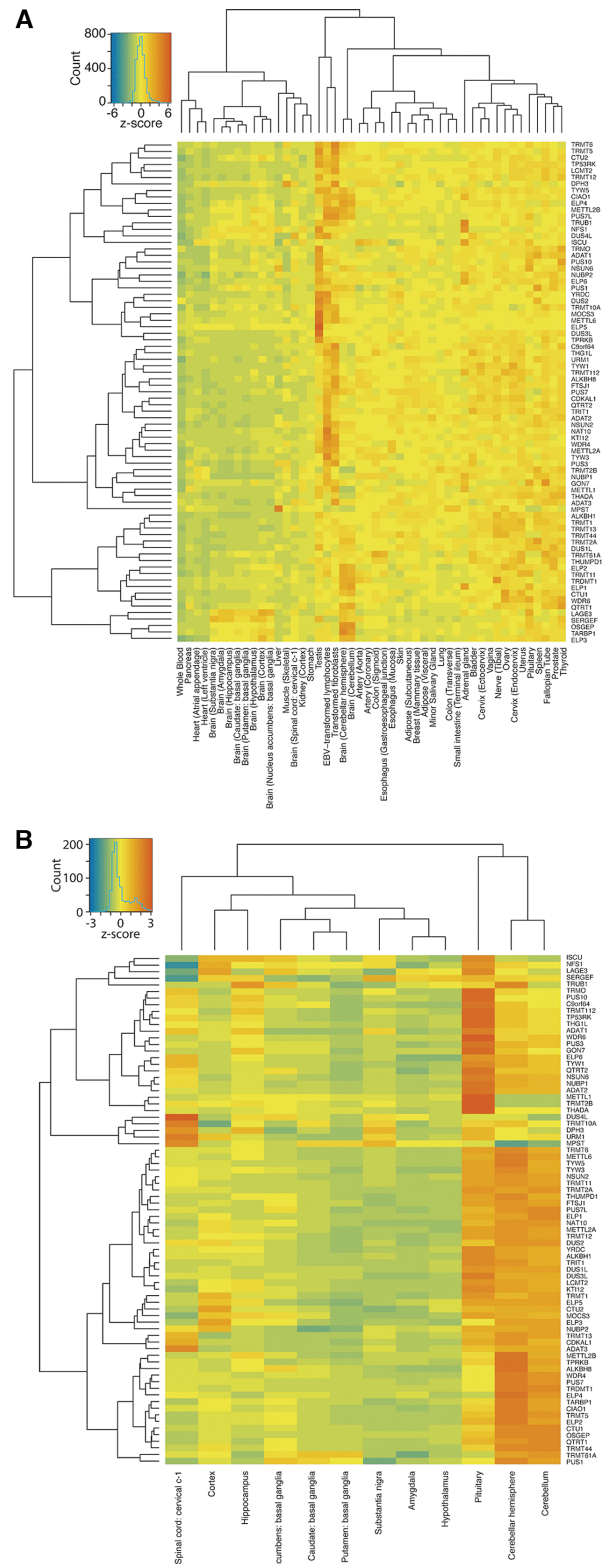 A
Count
800
400
0
-6
0
6
z-score
TRMT6
TRMT5
CTU2
TP53RK
LCMT2
TRMT12
DPH3
TYW5
CIAO1
ELP4
METTL2B
PUS7L
TRUB1
NFS1
DUS4L
ISCU
TRMO
ADAT1
PUS10
NSUN6
NUBP2
ELP6
PUS1
YRDC
DUS2
TRMT10A
MOCS3
METTL6
ELP5
DUS3L
TPRKB
C9orf64
THG1L
URM1
TYW1
TRMT112
ALKBH8
FTSJ1
PUS7
CDKAL1
QTRT2
TRIT1
ADAT2
NSUN2
NAT10
KTI12
WDR4
METTL2A
TYW3
PUS3
TRMT2B
NUBP1
GON7
METTL1
THADA
ADAT3
MPST
ALKBH1
TRMT1
TRMT13
TRMT44
TRMT2A
DUS1L
TRMT61A
THUMPD1
ELP2
TRMT11
TRDMT1
ELP1
CTU1
WDR6
QTRT1
LAGE3
SERGEF
OSGEP
TARBP1
ELP3
Whole Blood
Pancreas
Heart (Atrial appendage)
Heart (Left ventricle)
Brain (Substantia nigra)
Brain (Amygdala)
Brain (Hippocampus)
Brain (Caudate: basal ganglia)
Brain (Putamen: basal ganglia)
Brain (Hypothalamus)
Brain (Cortex)
Brain (Nucleus accumbens: basal ganglia)
Liver
Muscle (Skeletal)
Brain (Spinal cord: cervical c-1)
Kidney (Cortex)
Stomach
Testis
EBV-transformed lymphocytes
Transformed fibroblasts
Brain (Cerebellar hemisphere)
Brain (Cerebellum)
Artery (Aorta)
Artery (Coronary)
Colon (Sigmoid)
Esophagus (Gastroesophageal junction)
Esophagus (Mucosa)
Skin
Adipose (Subcutaneous)
Breast (Mammary tissue)
Adipose (Visceral)
Minor Salivary Gland
Lung
Colon (Transverse)
Small intestine (Terminal ileum)
Adrenal gland
Bladder
Cervix (Ectocervix)
Vagina
Nerve (Tibial)
Ovary
Cervix (Endocervix)
Uterus
Pituitary
Spleen
Fallopian Tube
Prostate
Thyroid
B
Count
200
100
0
-3
0
3
z-score
ISCU
NFS1
LAGE3
SERGEF
TRUB1
TRMO
PUS10
C9orf64
TRMT112
TP53RK
THG1L
ADAT1
WDR6
PUS3
GON7
ELP6
TYW1
QTRT2
NSUN6
NUBP1
ADAT2
METTL1
TRMT2B
THADA
DUS4L
TRMT10A
DPH3
URM1
MPST
TRMT6
METTL6
TYW5
TYW3
NSUN2
TRMT11
TRMT2A
THUMPD1
FTSJ1
PUS7L
ELP1
NAT10
METTL2A
TRMT12
DUS2
YRDC
ALKBH1
TRIT1
DUS1L
DUS3L
LCMT2
KTI12
TRMT1
ELP5
CTU2
MOCS3
ELP3
NUBP2
TRMT13
CDKAL1
ADAT3
METTL2B
TPRKB
ALKBH8
WDR4
PUS7
TRDMT1
ELP4
TARBP1
CIAO1
TRMT5
ELP2
CTU1
OSGEP
QTRT1
TRMT44
TRMT61A
PUS1
Spinal cord: cervical c-1
Cortex
Hippocampus
cumbens: basal ganglia
Caudate: basal ganglia
Putamen: basal ganglia
Substantia nigra
Amygdala
Hypothalamus
Pituitary
Cerebellar hemisphere
Cerebellum